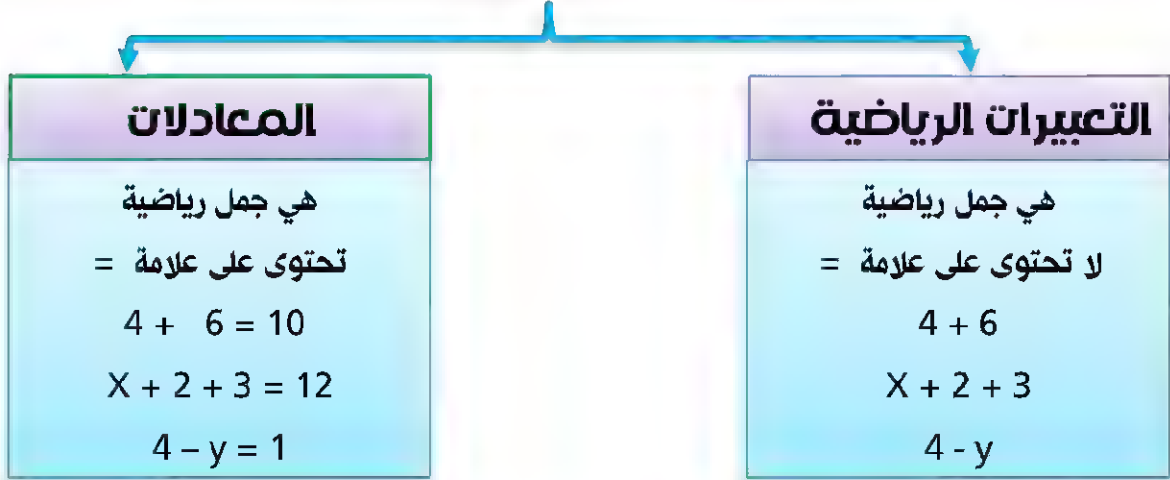 التعبيرات الرياضية
هي جمل رياضية
لا تحتوى على علامة =
4 + 6
X + 2 + 3
4 - y
المعادلات
هي جمل رياضية
تحتوى على علامة =
4 + 6 = 10
X + 2 + 3 = 12
4 – y = 1